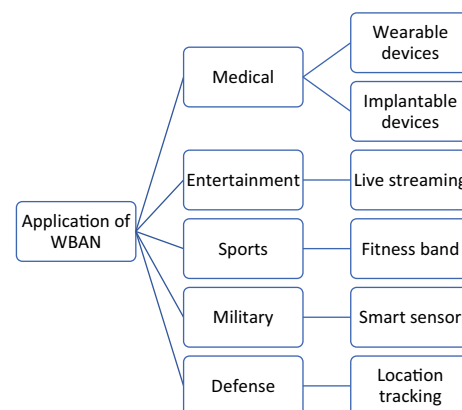 Application of
WBAN
Medical
Wearable
devices
Implantable
devices
Entertainment
Live streaming
Sports
Fitness band
Military
Smart sensor
Defense
Location
tracking